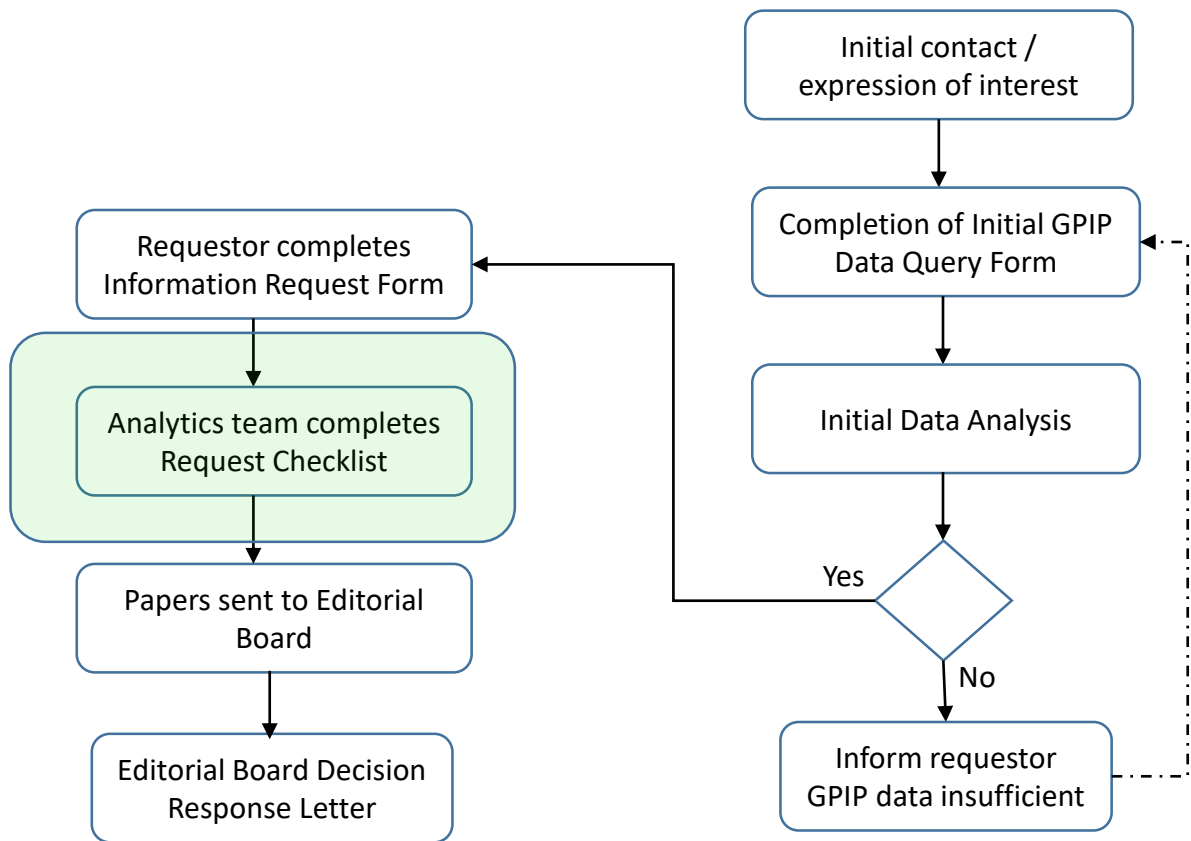 Initial contact /
expression of interest
Completion of Initial GPIP
Data Query Form
Initial Data Analysis
Yes
No
Inform requestor
GPIP data insufficient
Requestor completes
Information Request Form
Analytics team completes
Request Checklist
Papers sent to Editorial
Board
Editorial Board Decision
Response Letter